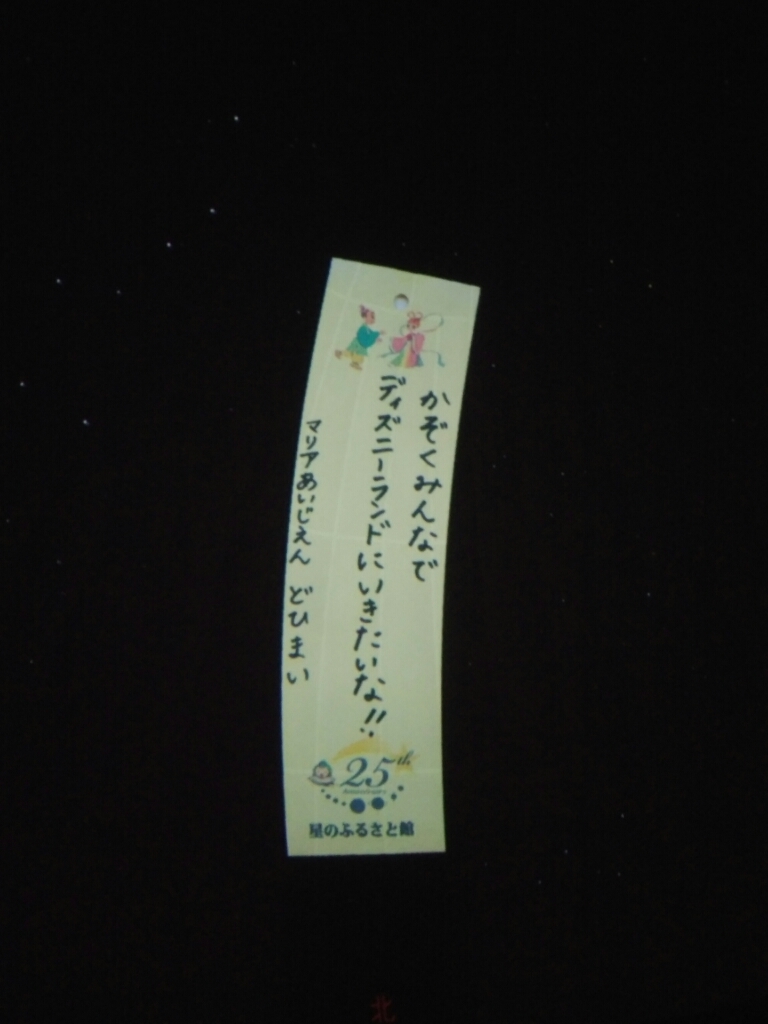 かぞくみんなで
ディズニーランドにいきたいな!!
マリアあいじえん どひまい
25th
Anniversary
星のふるさと館
北